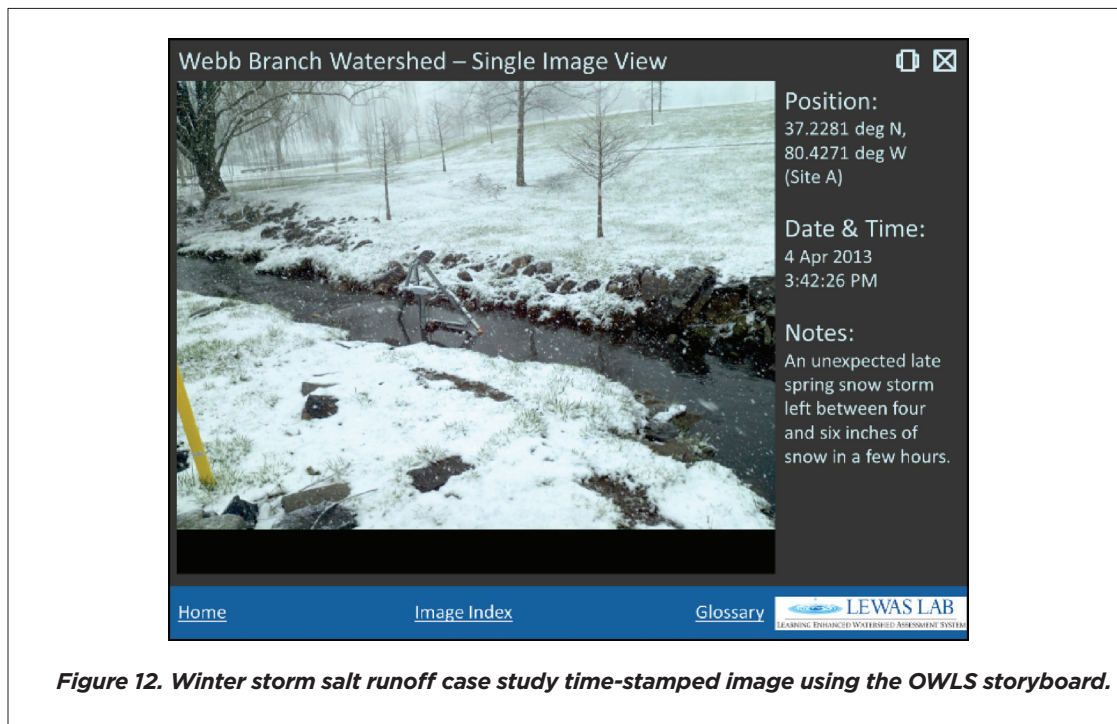 Webb Branch Watershed – Single Image View
Position:
37.2281 deg N,
80.4271 deg W
(Site A)
Date & Time:
4 Apr 2013
3:42:26 PM
Notes:
An unexpected late
spring snow storm
left between four
and six inches of
snow in a few hours.
Home
Image Index
Glossary
LEWAS LAB
LEARNING ENHANCED WATERSHED ASSESSMENT SYSTEM
Figure 12. Winter storm salt runoff case study time-stamped image using the OWLS storyboard.